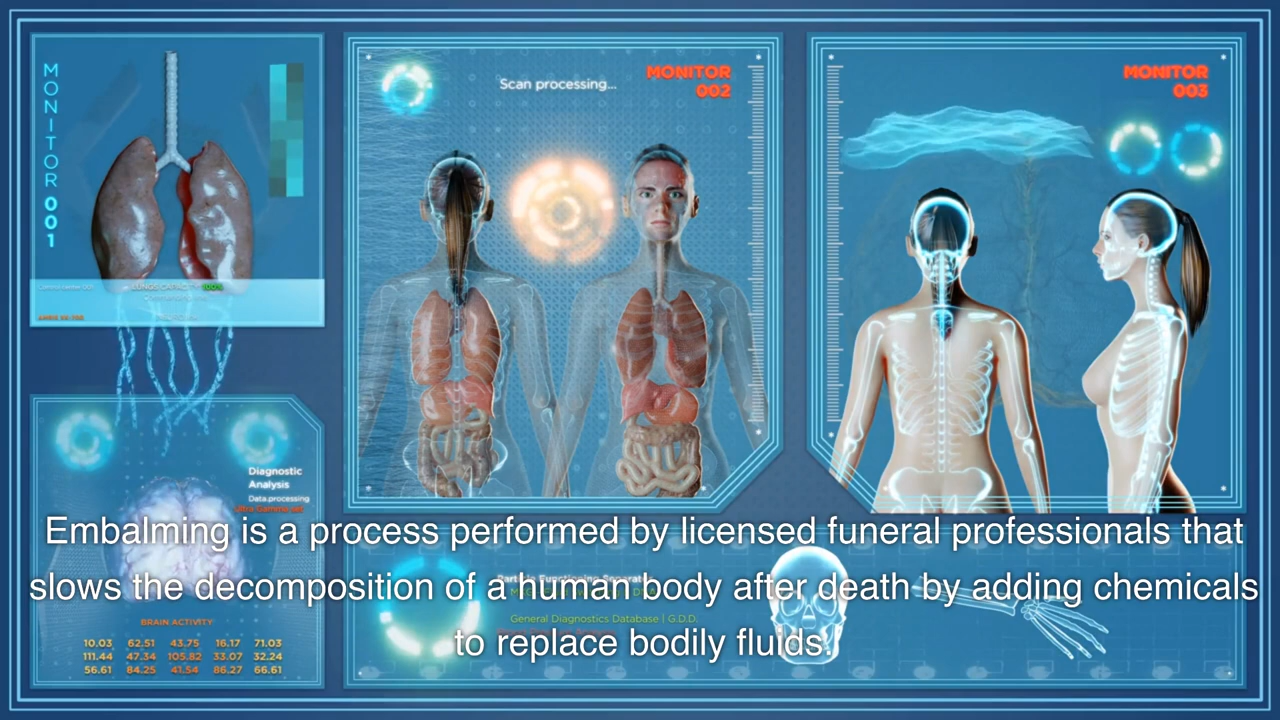 MONITOR 001
LUNGS CAPACITY 100%
Scan processing...
MONITOR
002
MONITOR
003
Diagnostic
Analysis
Data processing
BRAIN ACTIVITY
10.03 62.51 43.75 16.17 71.03
111.44 47.34 105.82 33.07 32.24
56.61 84.25 41.54 86.27 66.61
General Diagnostics Database | G.D.D.
Embalming is a process performed by licensed funeral professionals that
slows the decomposition of a human body after death by adding chemicals
to replace bodily fluids.